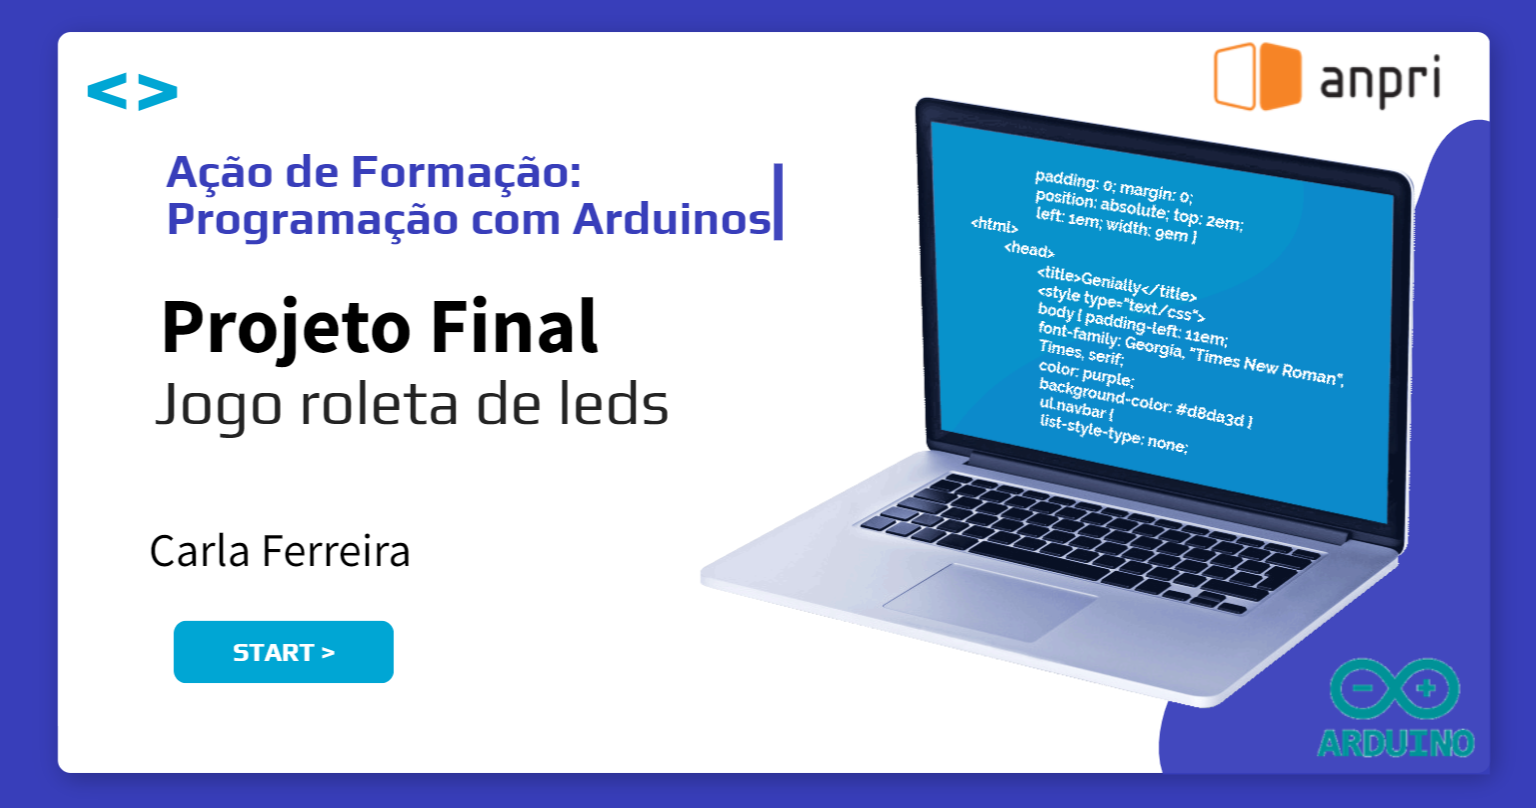 < >
anpri
Ação de Formação:
Programação com Arduinos
Projeto Final
Jogo roleta de leds
Carla Ferreira
START >
padding: 0; margin: 0;
position: absolute; top: 2em;
left: 1em; width: 9em }
<html>
<head>
<title>Genially</title>
<style type="text/css">
body { padding-left: 11em;
font-family: Georgia, "Times New Roman",
Times, serif;
color: purple;
background-color: #d8da3d }
ul.navbar {
list-style-type: none;
ARDUINO